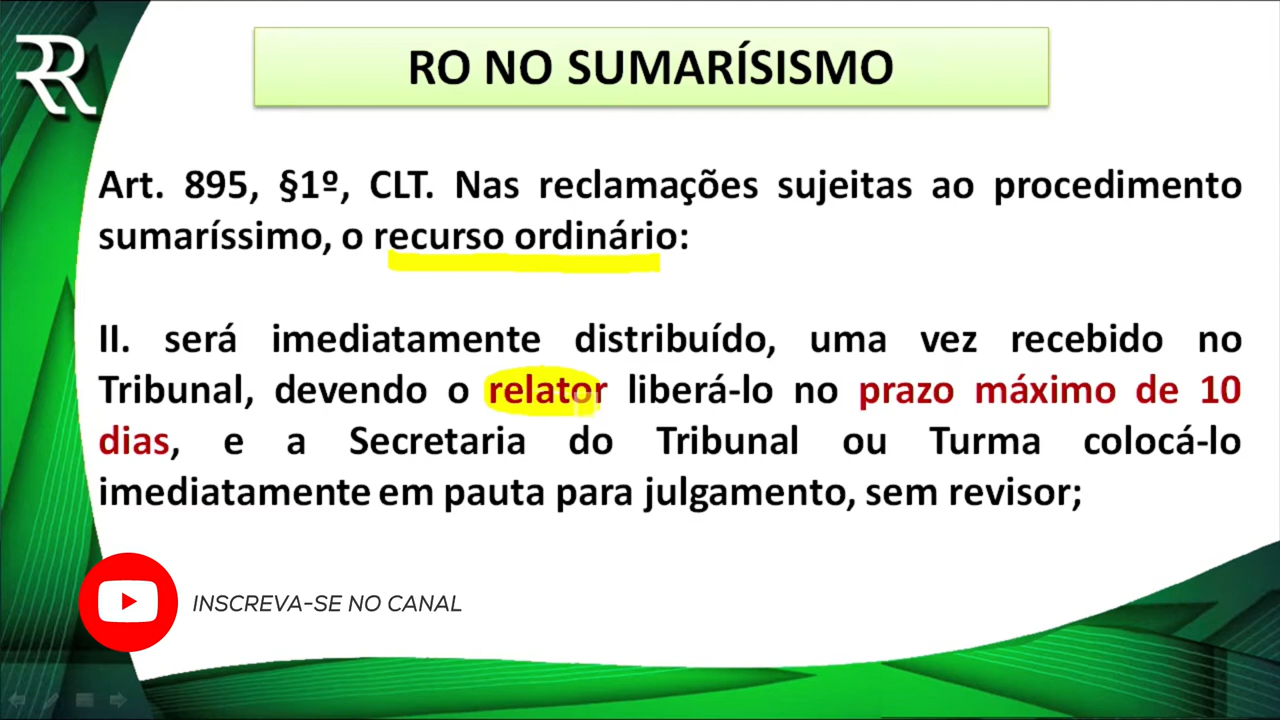 RO NO SUMARÍSISMO
Art. 895, §1º, CLT. Nas reclamações sujeitas ao procedimento
sumaríssimo, o recurso ordinário:
II. será imediatamente distribuído, uma vez recebido no
Tribunal, devendo o relator liberá-lo no prazo máximo de 10
dias, e a Secretaria do Tribunal ou Turma colocá-lo
imediatamente em pauta para julgamento, sem revisor;
INSCREVA-SE NO CANAL